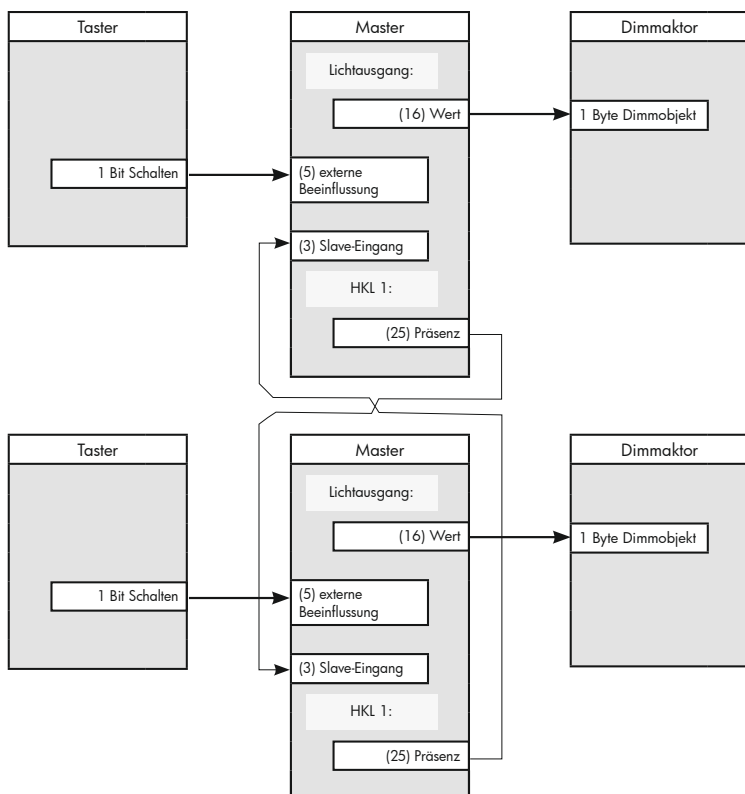 Taster
Master
Dimmaktor
Lichtausgang:
(16) Wert
1 Byte Dimmobjekt
1 Bit Schalten
(5) externe
Beeinflussung
(3) Slave-Eingang
HKL 1:
(25) Präsenz
Taster
Master
Dimmaktor
Lichtausgang:
(16) Wert
1 Byte Dimmobjekt
1 Bit Schalten
(5) externe
Beeinflussung
(3) Slave-Eingang
HKL 1:
(25) Präsenz